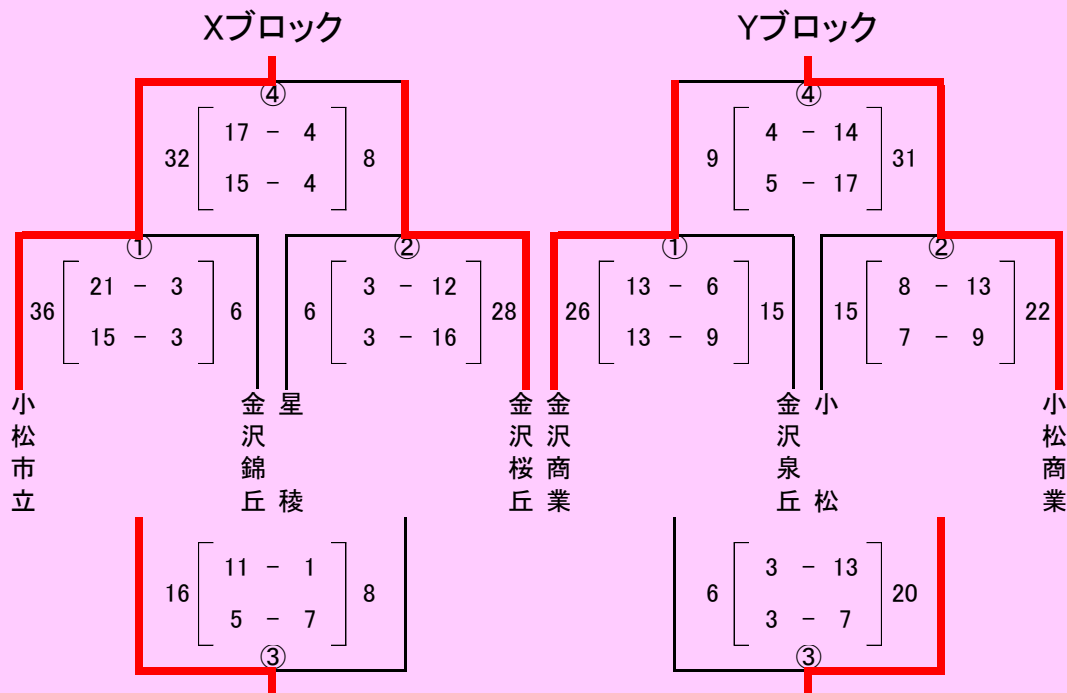 Xブロック
Yブロック
④
④
32 17 - 4 8
15 - 4
9 4 - 14 31
5 - 17
①
②
①
②
36 21 - 3 6
15 - 3
6 3 - 12 28
3 - 16
26 13 - 6 15
13 - 9
15 8 - 13 22
7 - 9
小松市立
金沢錦丘
星稜
金沢桜丘
金沢商業
金沢泉丘
小松
小松商業
16 11 - 1 8
5 - 7
6 3 - 13 20
3 - 7
③
③